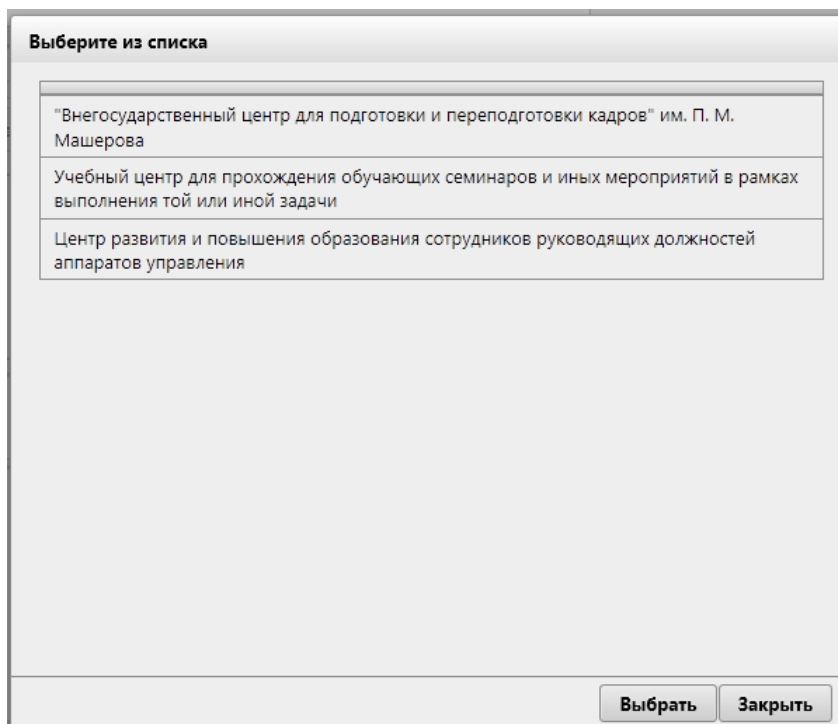 Выберите из списка
"Внегосударственный центр для подготовки и переподготовки кадров" им. П. М.
Машерова
Учебный центр для прохождения обучающих семинаров и иных мероприятий в рамках
выполнения той или иной задачи
Центр развития и повышения образования сотрудников руководящих должностей
аппаратов управления
Выбрать
Закрыть